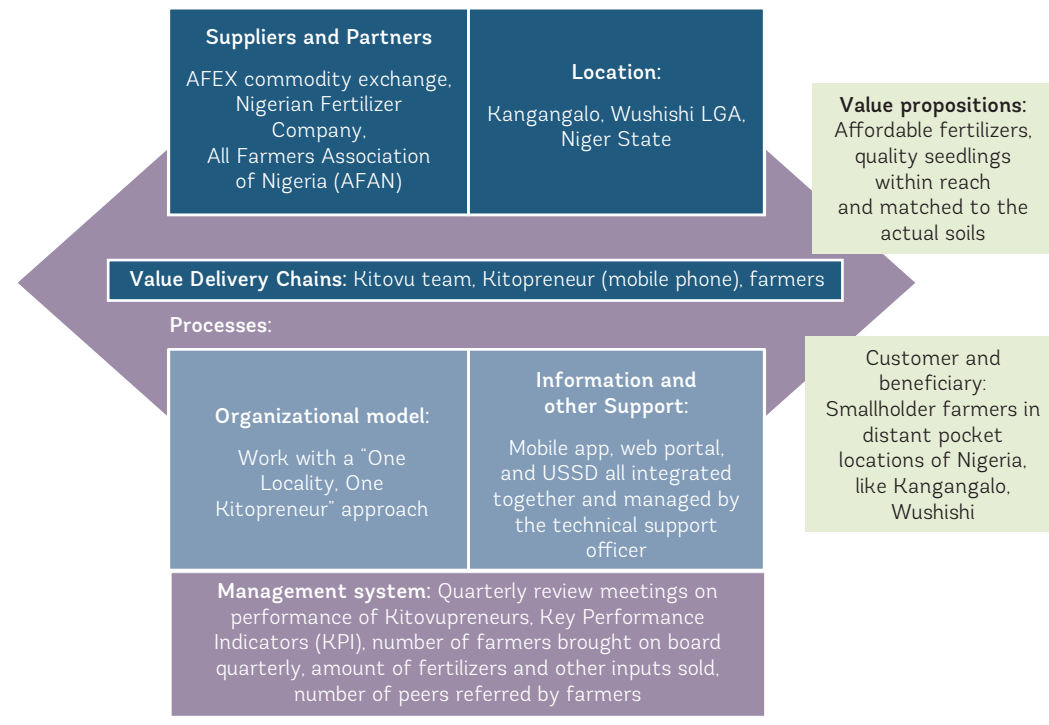 Suppliers and Partners
AFEX commodity exchange,
Nigerian Fertilizer
Company,
All Farmers Association
of Nigeria (AFAN)
Location:
Kangangalo, Wushishi LGA,
Niger State
Value propositions:
Affordable fertilizers,
quality seedlings
within reach
and matched to the
actual soils
Value Delivery Chains: Kitovu team, Kitopreneur (mobile phone), farmers
Processes:
Organizational model:
Work with a “One
Locality, One
Kitopreneur” approach
Information and
other Support:
Mobile app, web portal,
and USSD all integrated
together and managed by
the technical support
officer
Customer and
beneficiary:
Smallholder farmers in
distant pocket
locations of Nigeria,
like Kangangalo,
Wushishi
Management system: Quarterly review meetings on
performance of Kitovupreneurs, Key Performance
Indicators (KPI), number of farmers brought on board
quarterly, amount of fertilizers and other inputs sold,
number of peers referred by farmers